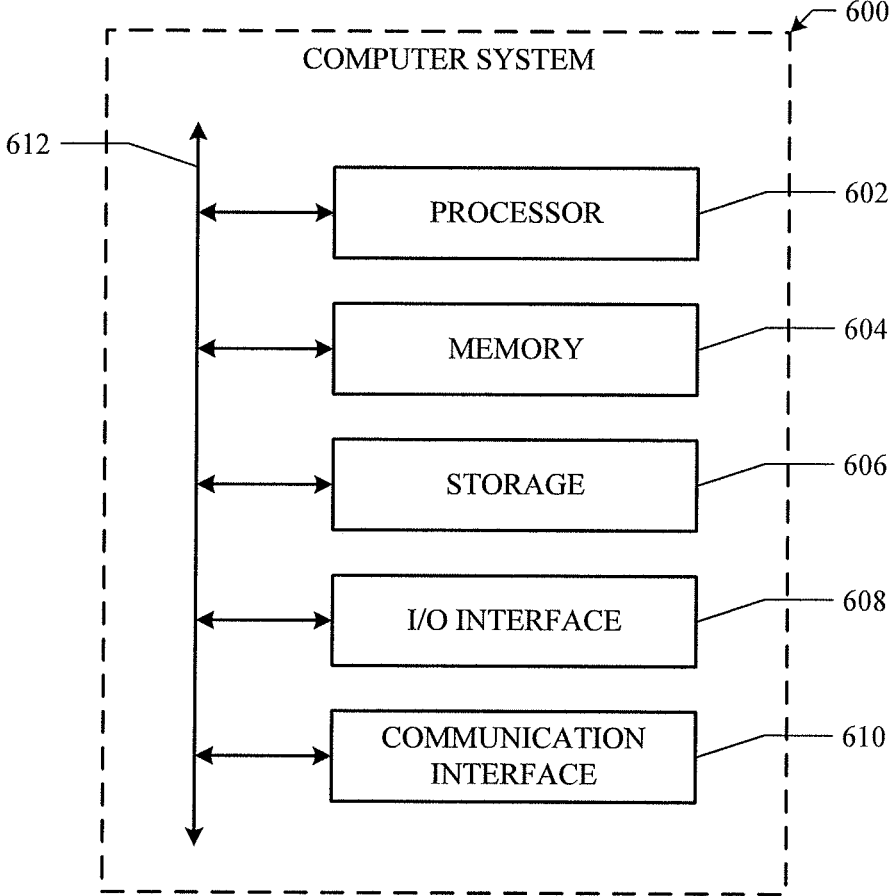 600
COMPUTER SYSTEM
612
PROCESSOR
602
MEMORY
604
STORAGE
606
I/O INTERFACE
608
COMMUNICATION
INTERFACE
610